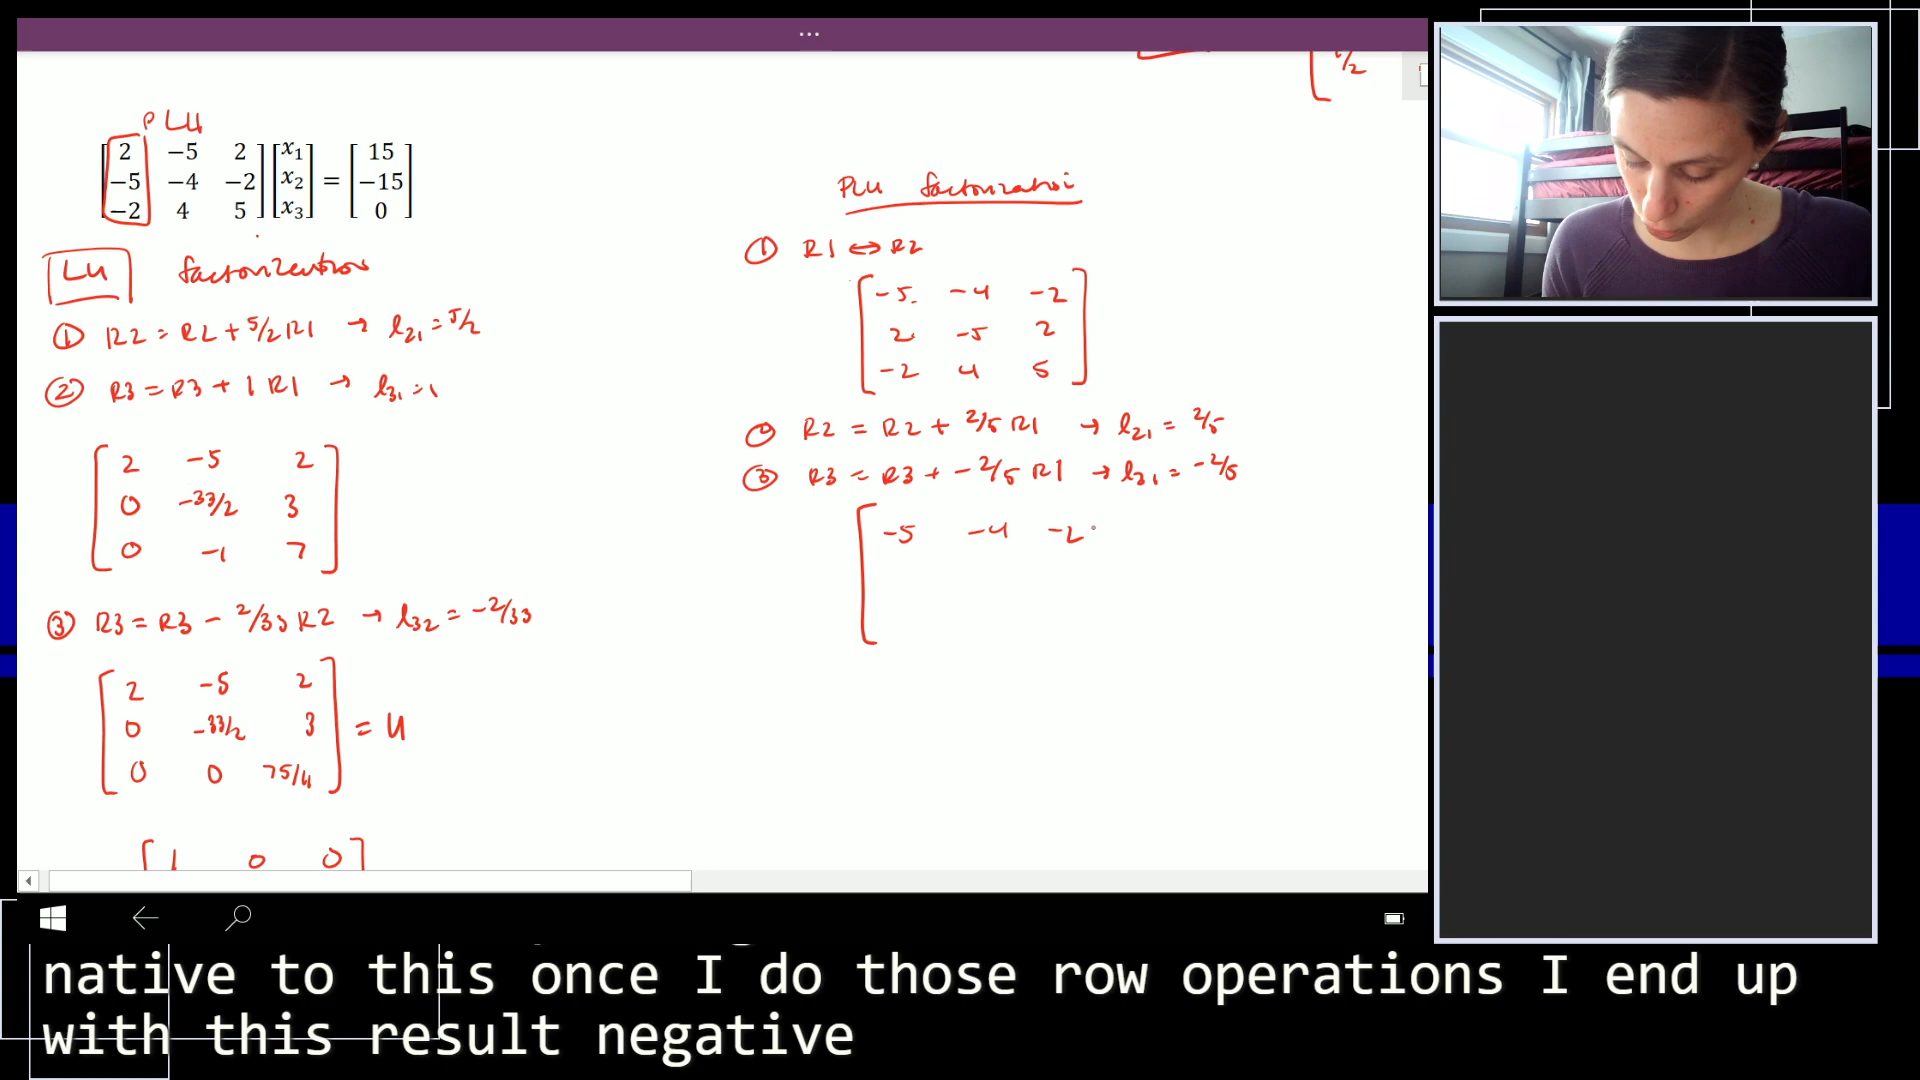 ...
1/2
P LU
[2 -5 2; -5 -4 -2; -2 4 5] [x₁; x₂; x₃] = [15; -15; 0]
LU factorization
① R2 = R2 + 5/2 R1 → l₂₁ = 5/2
② R3 = R3 + 1 R1 → l₃₁ = 1
2 -5 2
0 -33/2 3
0 -1 7
③ R3 = R3 - 2/33 R2 → l₃₂ = -2/33
2 -5 2
0 -33/2 3 = U
0 0 75/4
1 0 0
PLU factorization
① R1 ↔ R2
-5 -4 -2
2 -5 2
-2 4 5
R2 = R2 + 2/5 R1 → l₂₁ = 2/5
③ R3 = R3 + -2/5 R1 → l₃₁ = -2/5
-5 -4 -2
native to this once I do those row operations I end up
with this result negative